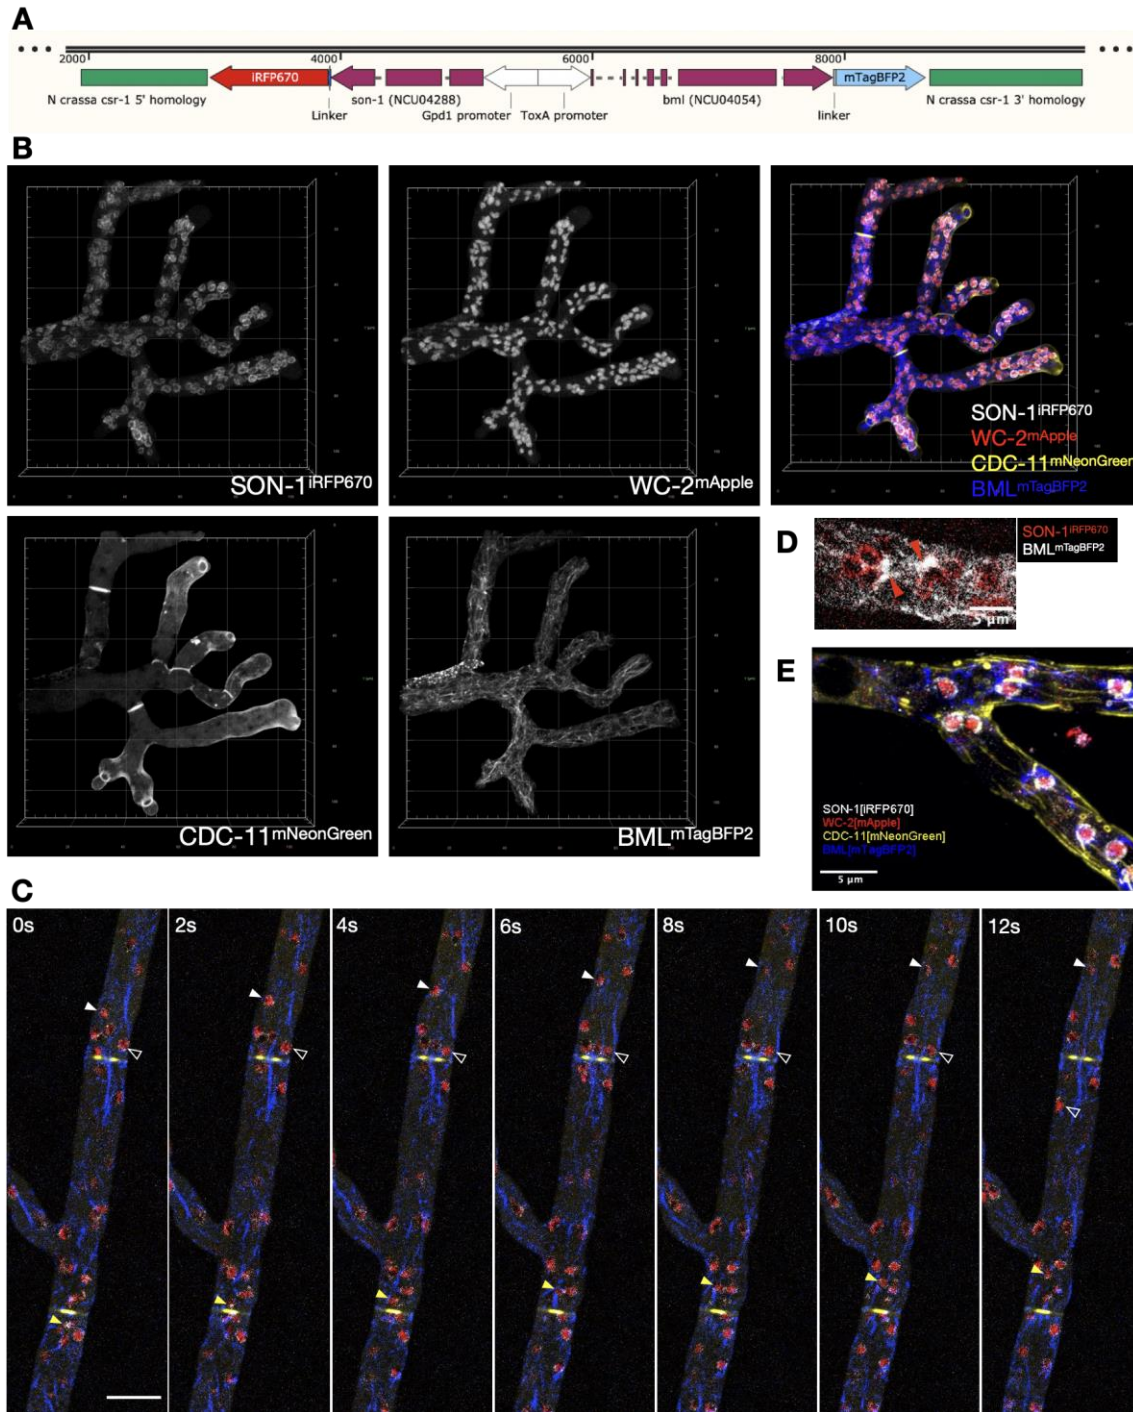 A
2000 4000 6000 8000
iRFP670 mTagBFP2
N crassa csr-1 5' homology son-1 (NCU04288) bml (NCU04054) N crassa csr-1 3' homology
Linker Gpd1 promoter ToxA promoter linker
B
SON-1iRFP670
WC-2mApple
SON-1iRFP670
WC-2mApple
CDC-11mNeonGreen
BMLmTagBFP2
CDC-11mNeonGreen
BMLmTagBFP2
D
SON-1iRFP670
BMLmTagBFP2
5 μm
E
SON-1[iRFP670]
WC-2[mApple]
CDC-11[mNeonGreen]
BML[mTagBFP2]
5 μm
C
0s 2s 4s 6s 8s 10s 12s